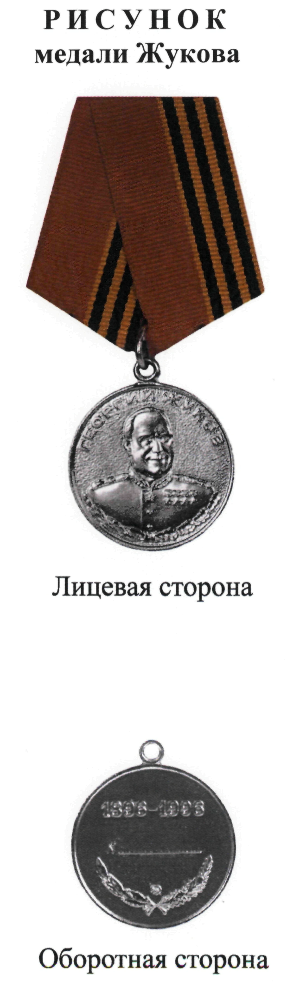 РИСУНОК
медали Жукова
ГЕОРГИЙ ЖУКОВ
Лицевая сторона
1896-1996
Оборотная сторона